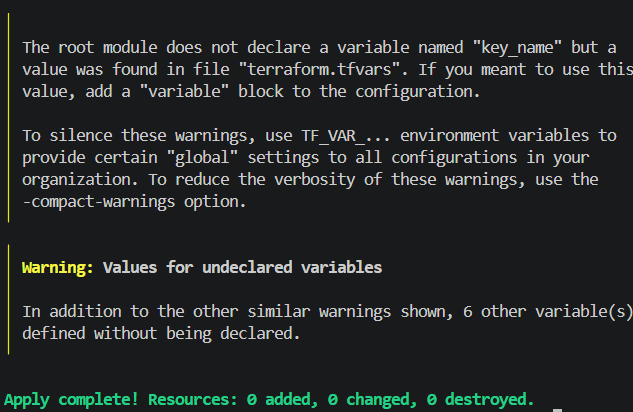 The root module does not declare a variable named "key_name" but a
value was found in file "terraform.tfvars". If you meant to use this
value, add a "variable" block to the configuration.
To silence these warnings, use TF_VAR_... environment variables to
provide certain "global" settings to all configurations in your
organization. To reduce the verbosity of these warnings, use the
-compact-warnings option.
Warning: Values for undeclared variables
In addition to the other similar warnings shown, 6 other variable(s)
defined without being declared.
Apply complete! Resources: 0 added, 0 changed, 0 destroyed.